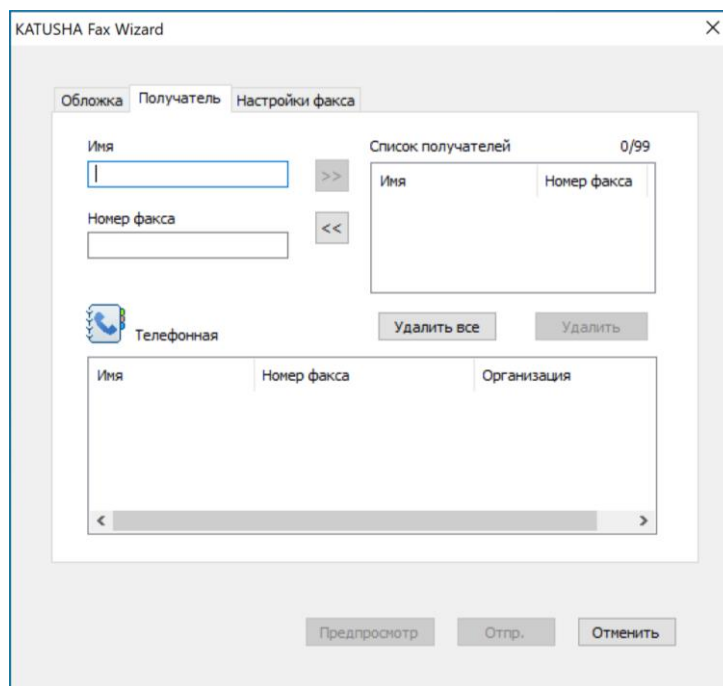 KATUSHA Fax Wizard
Обложка Получатель Настройки факса
Имя
Список получателей 0/99
>>
Имя Номер факса
Номер факса
<<
Удалить все Удалить
Телефонная
Имя Номер факса Организация
Предпросмотр Отпр. Отменить